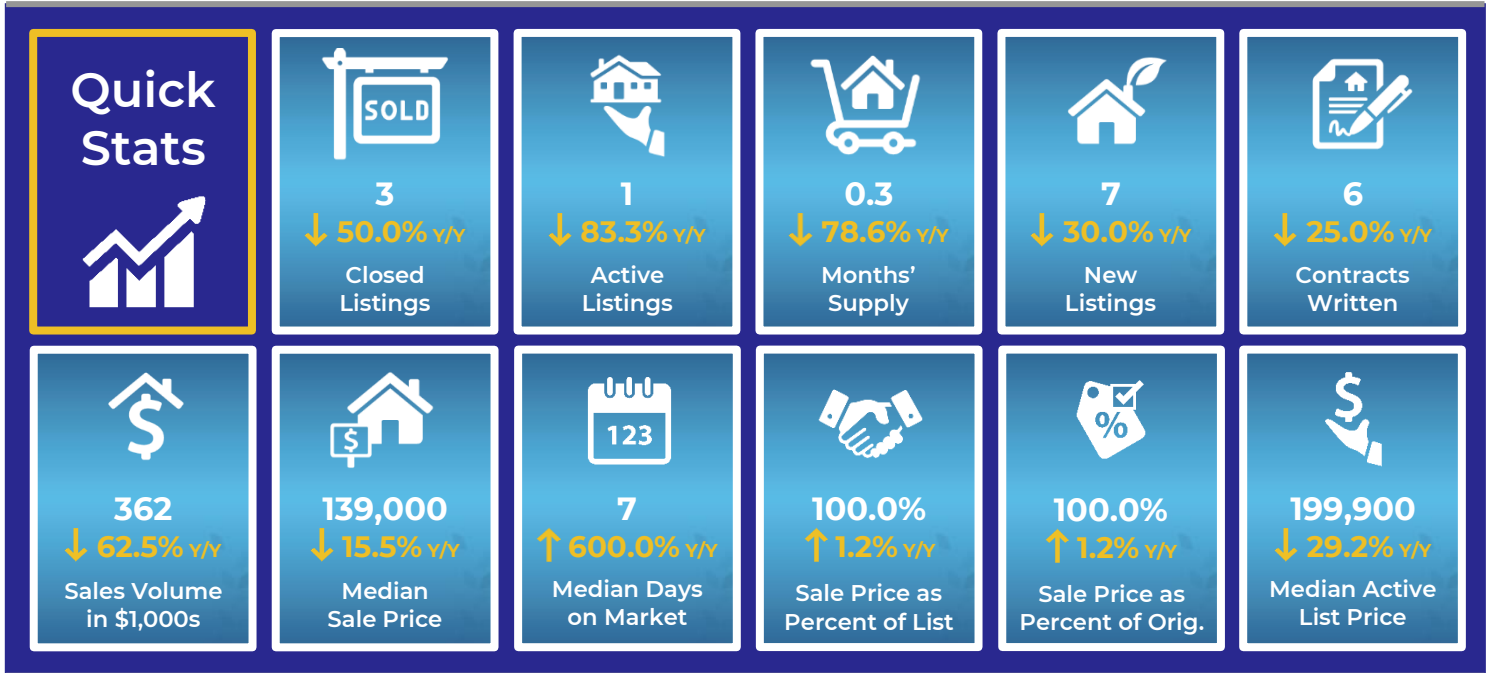 Quick
Stats
SOLD
3
↓ 50.0% Y/Y
Closed
Listings
1
↓ 83.3% Y/Y
Active
Listings
0.3
↓ 78.6% Y/Y
Months’
Supply
7
↓ 30.0% Y/Y
New
Listings
6
↓ 25.0% Y/Y
Contracts
Written
$
362
↓ 62.5% Y/Y
Sales Volume
in $1,000s
$
139,000
↓ 15.5% Y/Y
Median
Sale Price
123
7
↑ 600.0% Y/Y
Median Days
on Market
100.0%
↑ 1.2% Y/Y
Sale Price as
Percent of List
%
100.0%
↑ 1.2% Y/Y
Sale Price as
Percent of Orig.
$
199,900
↓ 29.2% Y/Y
Median Active
List Price